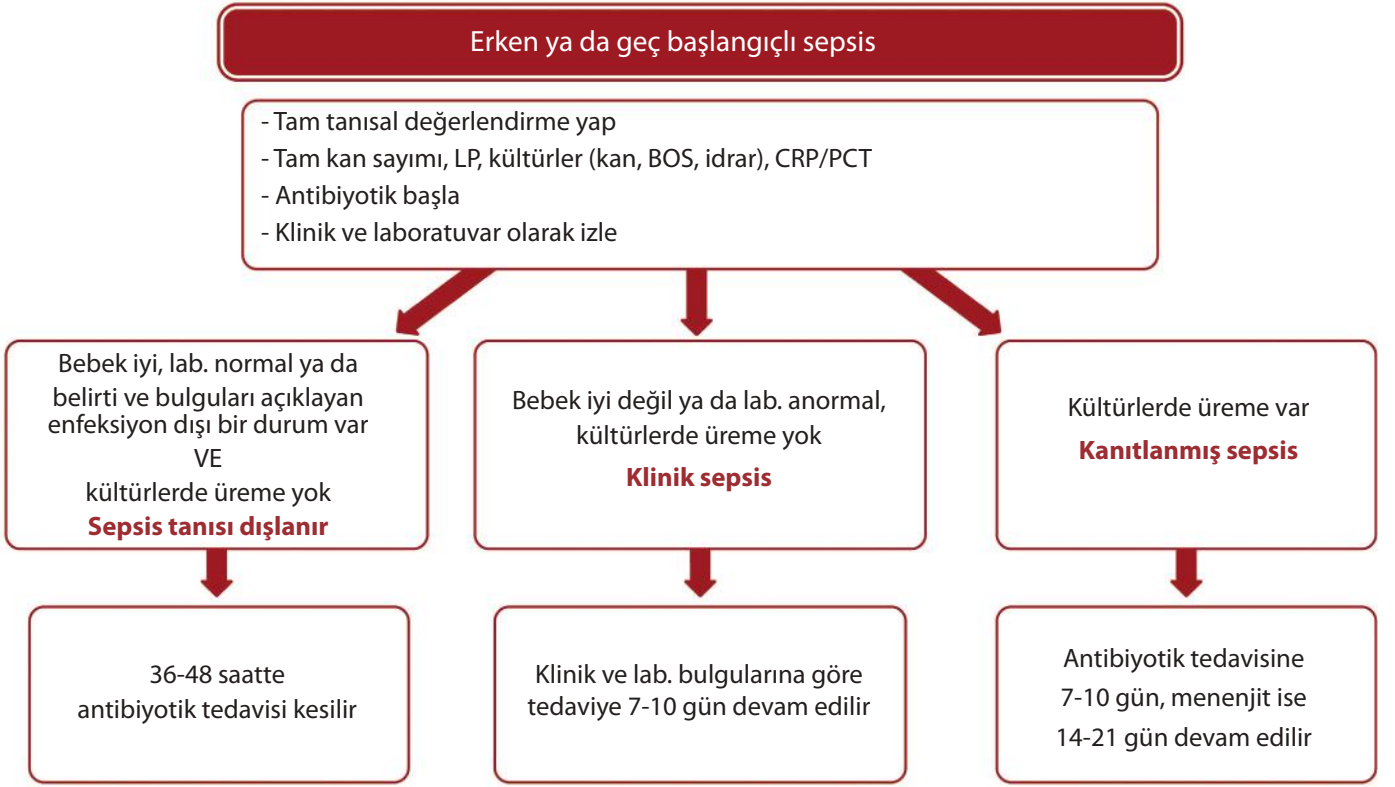 Erken ya da geç başlangıçlı sepsis
- Tam tanısal değerlendirme yap
- Tam kan sayımı, LP, kültürler (kan, BOS, idrar), CRP/PCT
- Antibiyotik başla
- Klinik ve laboratuvar olarak izle
Bebek iyi, lab. normal ya da
belirti ve bulguları açıklayan
enfeksiyon dışı bir durum var
VE
kültürlerde üreme yok
Sepsis tanısı dışlanır
Bebek iyi değil ya da lab. anormal,
kültürlerde üreme yok
Klinik sepsis
Kültürlerde üreme var
Kanıtlanmış sepsis
36-48 saatte
antibiyotik tedavisi kesilir
Klinik ve lab. bulgularına göre
tedaviye 7-10 gün devam edilir
Antibiyotik tedavisine
7-10 gün, menenjit ise
14-21 gün devam edilir